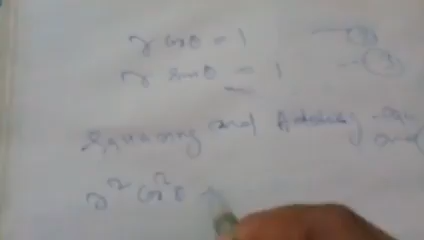 r cosθ = 1
r sinθ = 1
Squaring and Adding
r² cos²θ +